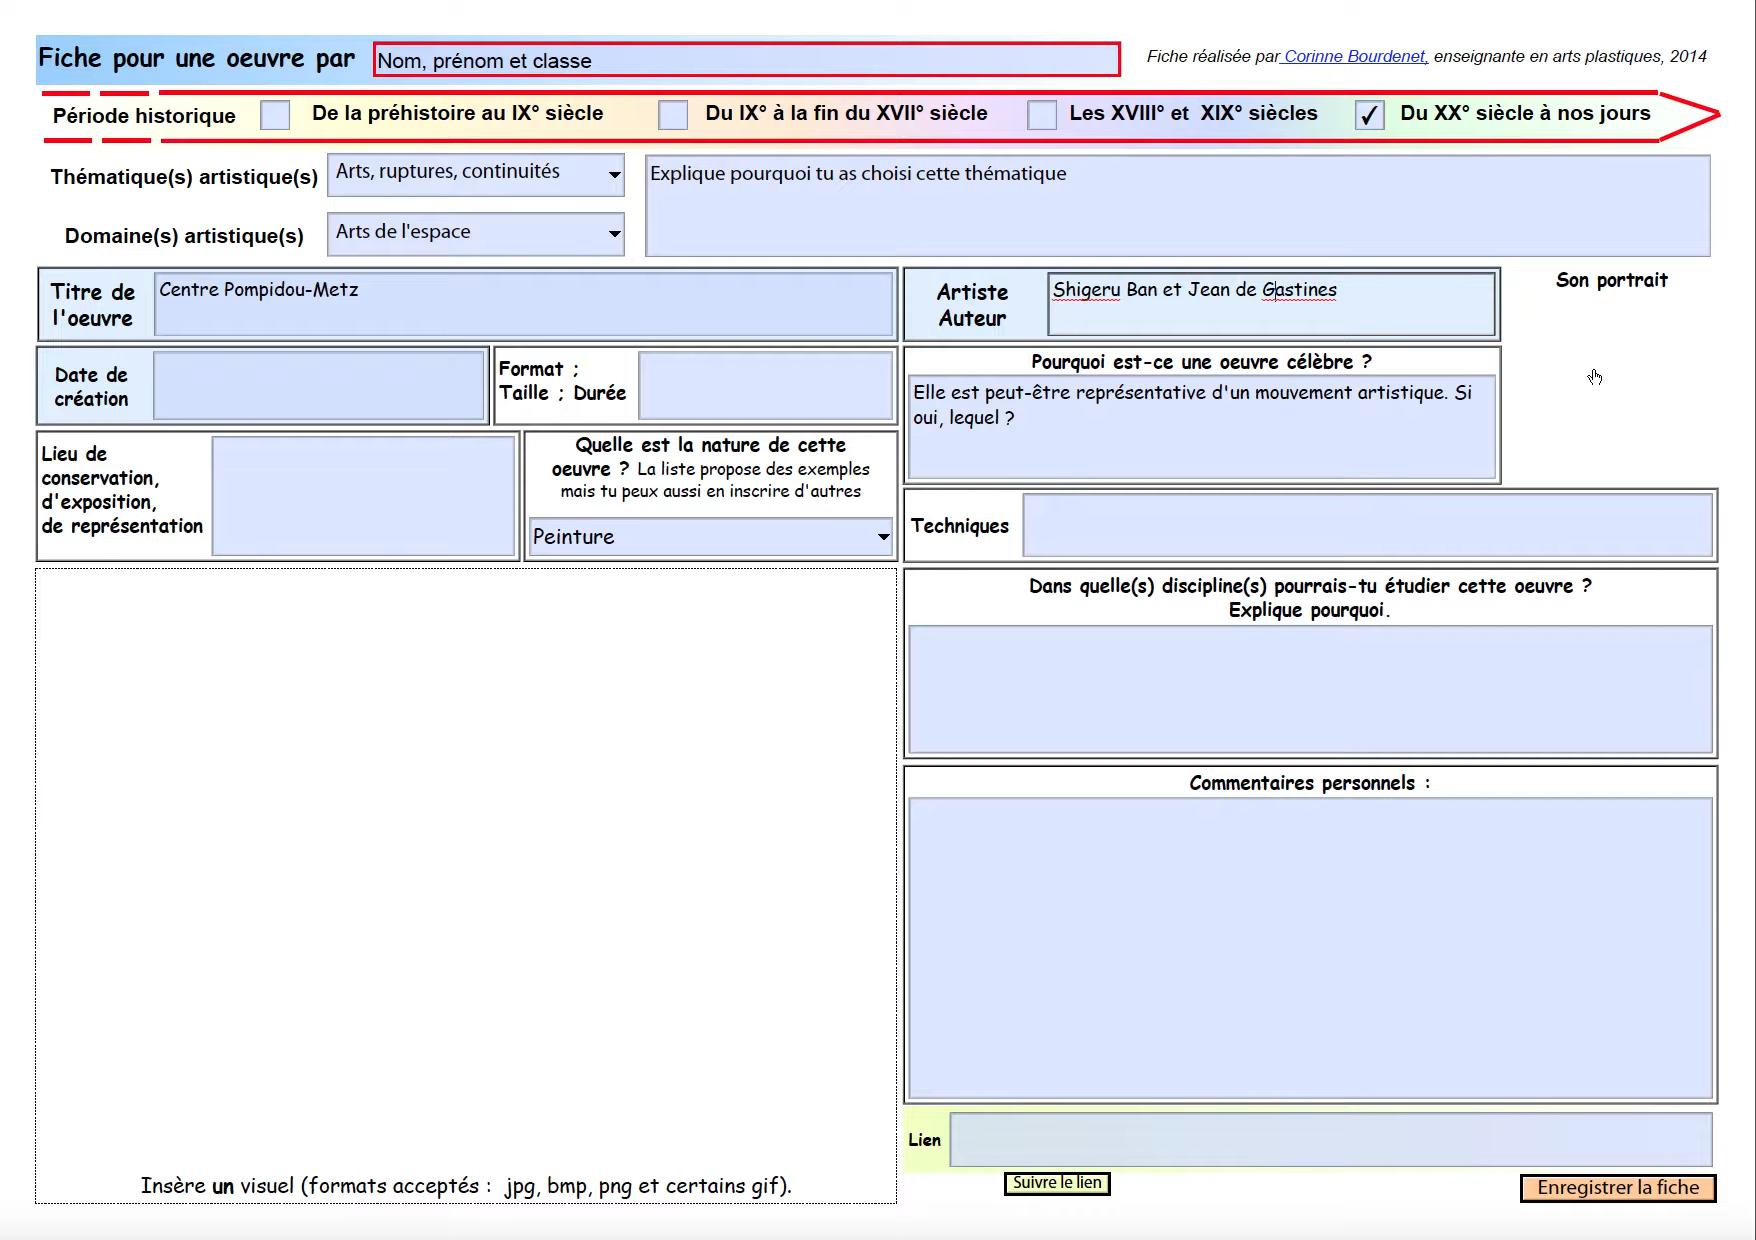 Fiche pour une oeuvre par
Nom, prénom et classe
Fiche réalisée par Corinne Bourdenet, enseignante en arts plastiques, 2014
Période historique
De la préhistoire au IX° siècle
Du IX° à la fin du XVII° siècle
Les XVIII° et XIX° siècles
✓
Du XX° siècle à nos jours
Thématique(s) artistique(s)
Arts, ruptures, continuités
Explique pourquoi tu as choisi cette thématique
Domaine(s) artistique(s)
Arts de l'espace
Titre de
l'oeuvre
Centre Pompidou-Metz
Artiste
Auteur
Shigeru Ban et Jean de Gastines
Son portrait
Date de
création
Format ;
Taille ; Durée
Pourquoi est-ce une oeuvre célèbre ?
Elle est peut-être représentative d'un mouvement artistique. Si
oui, lequel ?
Lieu de
conservation,
d'exposition,
de représentation
Quelle est la nature de cette
oeuvre ? La liste propose des exemples
mais tu peux aussi en inscrire d'autres
Peinture
Techniques
Dans quelle(s) discipline(s) pourrais-tu étudier cette oeuvre ?
Explique pourquoi.
Commentaires personnels :
Lien
Insère un visuel (formats acceptés : jpg, bmp, png et certains gif).
Suivre le lien
Enregistrer la fiche